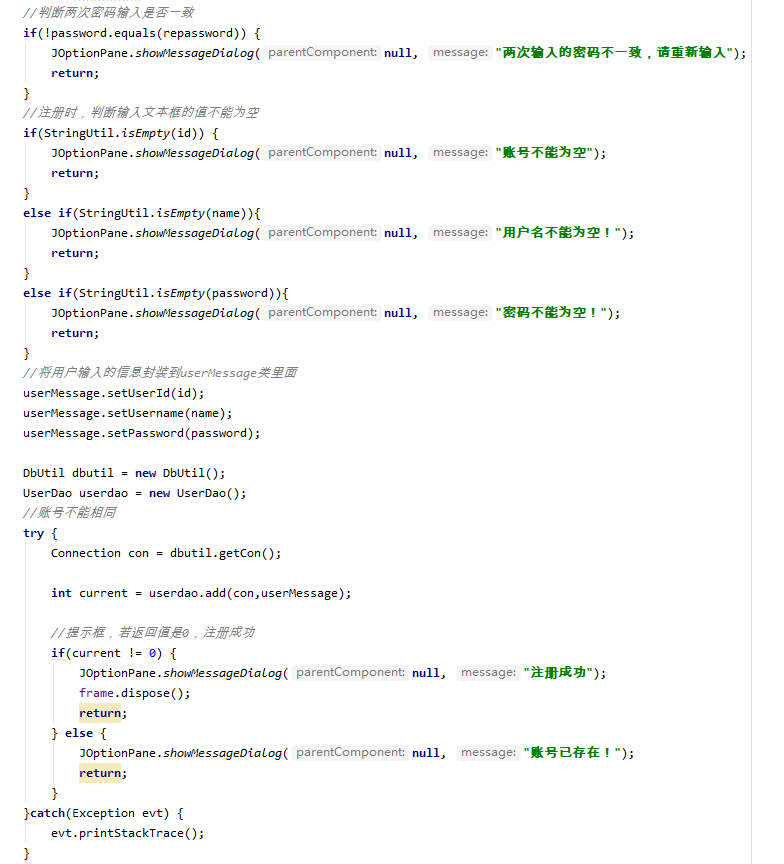 //判断两次密码输入是否一致
if(!password.equals(repassword)) {
    JOptionPane.showMessageDialog( parentComponent: null, message: "两次输入的密码不一致，请重新输入");
    return;
}
//注册时，判断输入文本框的值不能为空
if(StringUtil.isEmpty(id)) {
    JOptionPane.showMessageDialog( parentComponent: null, message: "账号不能为空");
    return;
}
else if(StringUtil.isEmpty(name)){
    JOptionPane.showMessageDialog( parentComponent: null, message: "用户名不能为空！");
    return;
}
else if(StringUtil.isEmpty(password)){
    JOptionPane.showMessageDialog( parentComponent: null, message: "密码不能为空！");
    return;
}
//将用户输入的信息封装到userMessage类里面
userMessage.setUserId(id);
userMessage.setUsername(name);
userMessage.setPassword(password);

DbUtil dbutil = new DbUtil();
UserDao userdao = new UserDao();
//账号不能相同
try {
    Connection con = dbutil.getCon();

    int current = userdao.add(con,userMessage);

    //提示框，若返回值是0，注册成功
    if(current != 0) {
        JOptionPane.showMessageDialog( parentComponent: null, message: "注册成功");
        frame.dispose();
        return;
    } else {
        JOptionPane.showMessageDialog( parentComponent: null, message: "账号已存在！");
        return;
    }
}catch(Exception evt) {
    evt.printStackTrace();
}